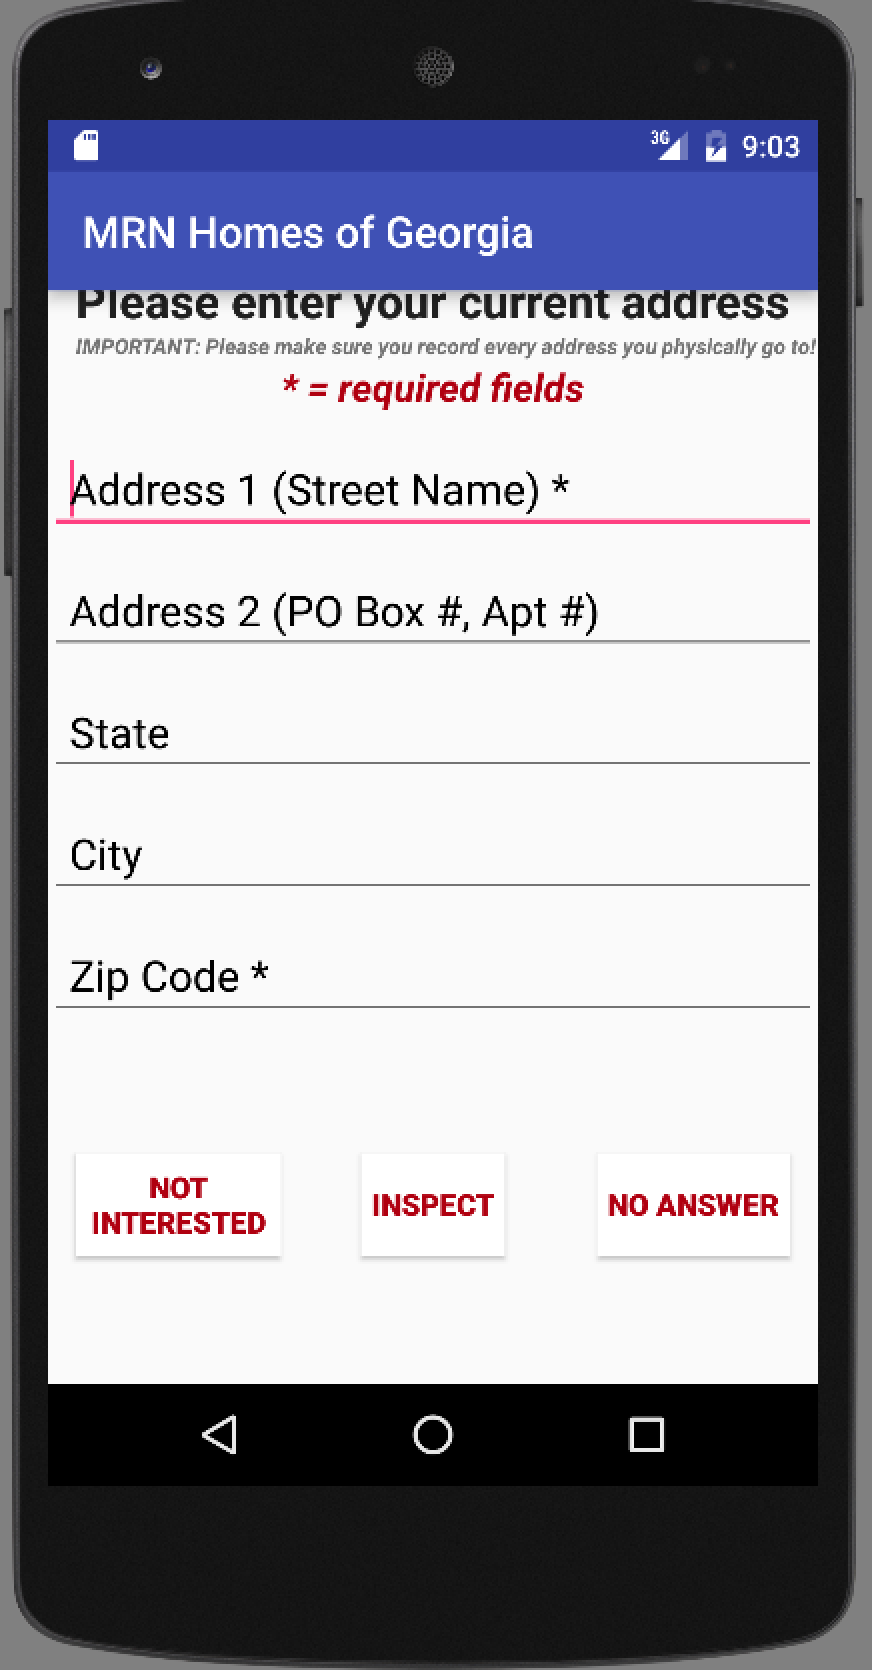 3G 9:03
MRN Homes of Georgia
Please enter your current address
IMPORTANT: Please make sure you record every address you physically go to!
* = required fields
Address 1 (Street Name) *
Address 2 (PO Box #, Apt #)
State
City
Zip Code *
NOT
INTERESTED
INSPECT
NO ANSWER